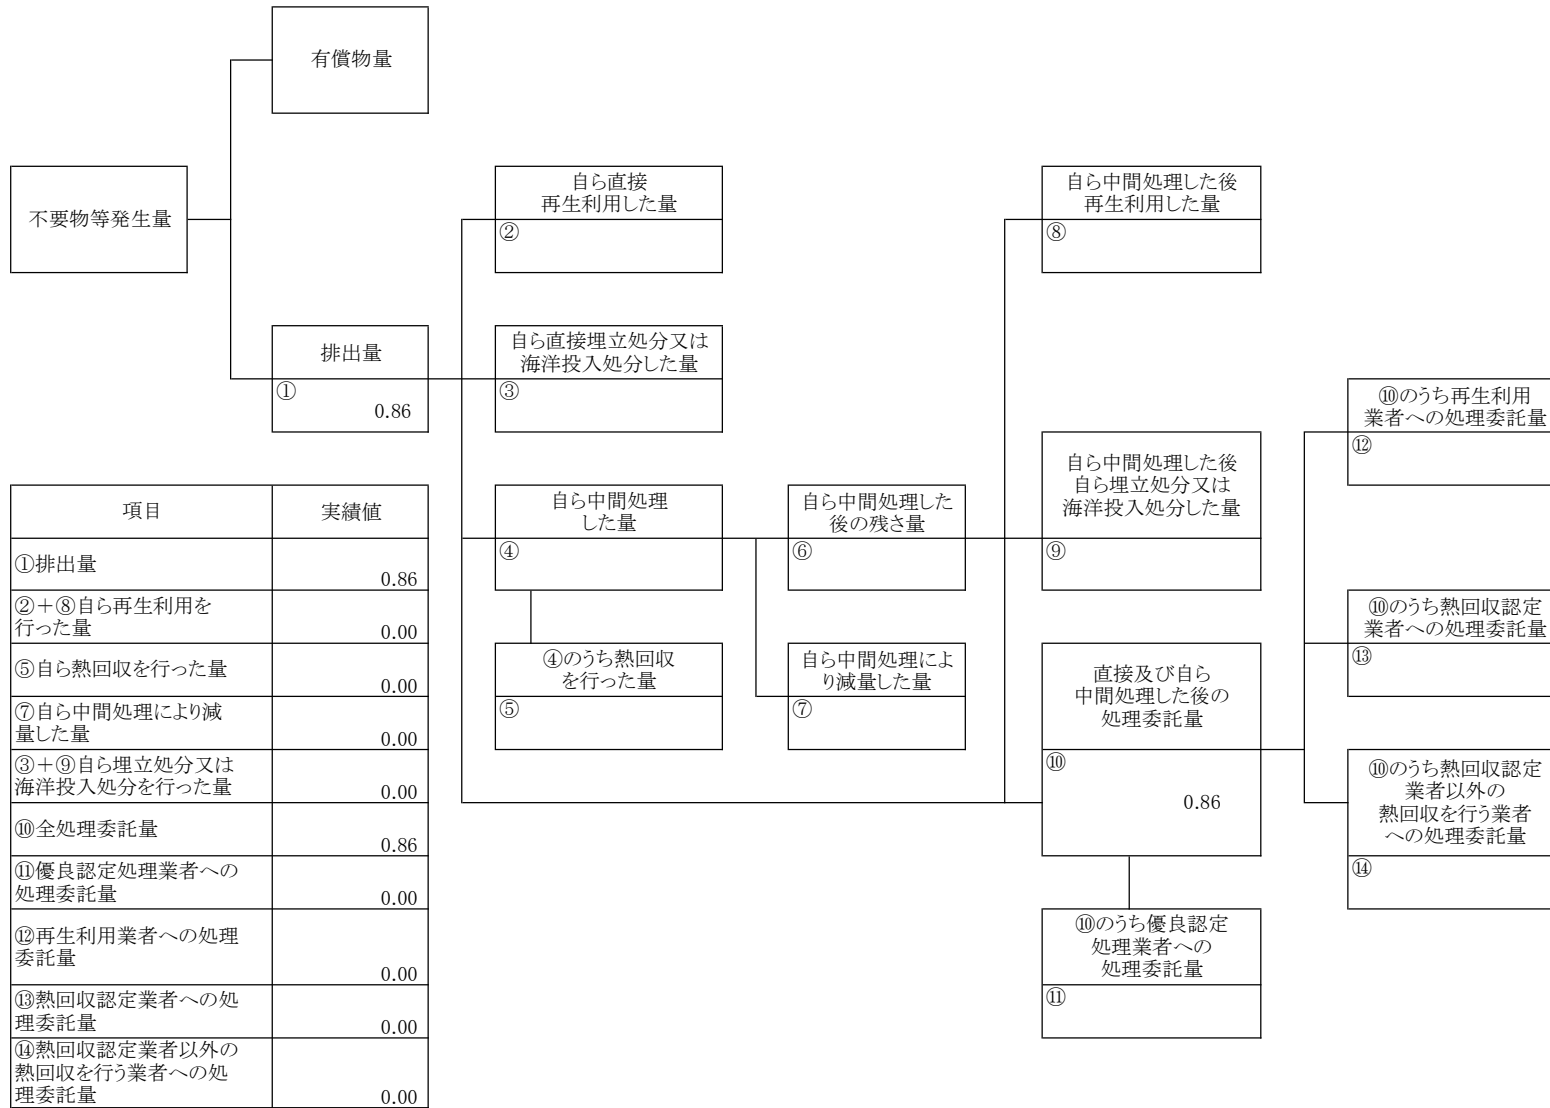 有償物量
不要物等発生量
排出量
①
0.86
自ら直接
再生利用した量
②
自ら直接埋立処分又は
海洋投入処分した量
③
自ら中間処理
した量
④
④のうち熱回収
を行った量
⑤
自ら中間処理した
後の残さ量
⑥
自ら中間処理によ
り減量した量
⑦
自ら中間処理した後
再生利用した量
⑧
自ら中間処理した後
自ら埋立処分又は
海洋投入処分した量
⑨
直接及び自ら
中間処理した後の
処理委託量
⑩
0.86
⑩のうち優良認定
処理業者への
処理委託量
⑪
⑩のうち再生利用
業者への処理委託量
⑫
⑩のうち熱回収認定
業者への処理委託量
⑬
⑩のうち熱回収認定
業者以外の
熱回収を行う業者
への処理委託量
⑭
項目 実績値
①排出量
0.86
②+⑧自ら再生利用を
行った量 0.00
⑤自ら熱回収を行った量
0.00
⑦自ら中間処理により減
量した量 0.00
③+⑨自ら埋立処分又は
海洋投入処分を行った量 0.00
⑩全処理委託量
0.86
⑪優良認定処理業者への
処理委託量 0.00
⑫再生利用業者への処理
委託量
0.00
⑬熱回収認定業者への処
理委託量 0.00
⑭熱回収認定業者以外の
熱回収を行う業者への処
理委託量 0.00